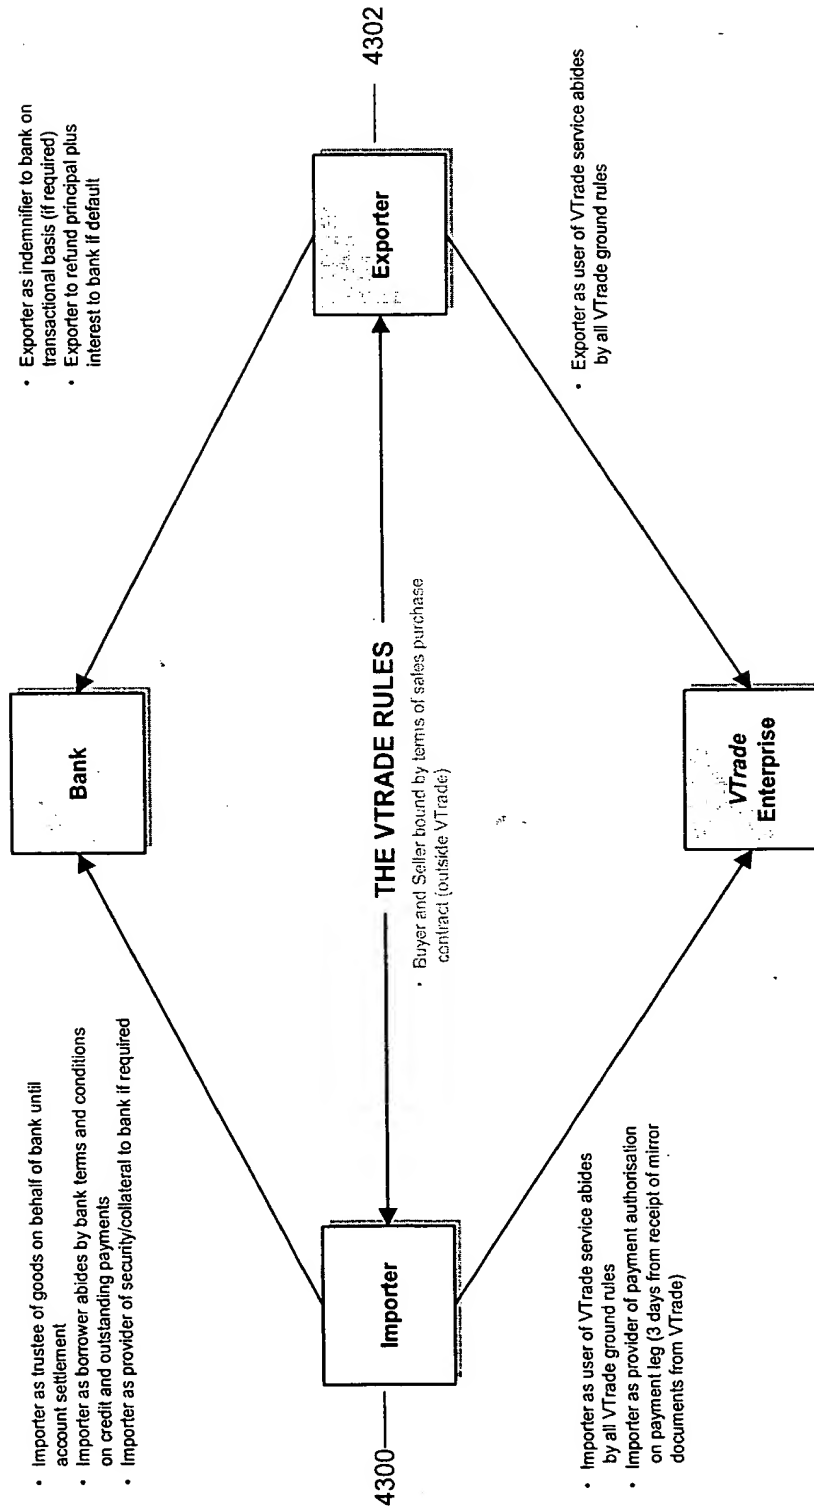 • Importer as trustee of goods on behalf of bank until
account settlement
• Importer as borrower abides by bank terms and conditions
on credit and outstanding payments
• Importer as provider of security/collateral to bank if required
Bank
• Exporter as indemnifier to bank on
transactional basis (if required)
• Exporter to refund principal plus
interest to bank if default
4300
Importer
THE VTRADE RULES
• Buyer and Seller bound by terms of sales purchase
contract (outside VTrade)
Exporter
4302
• Importer as user of VTrade service abides
by all VTrade ground rules
• Importer as provider of payment authorisation
on payment leg (3 days from receipt of mirror
documents from VTrade)
VTrade
Enterprise
• Exporter as user of VTrade service abides
by all VTrade ground rules